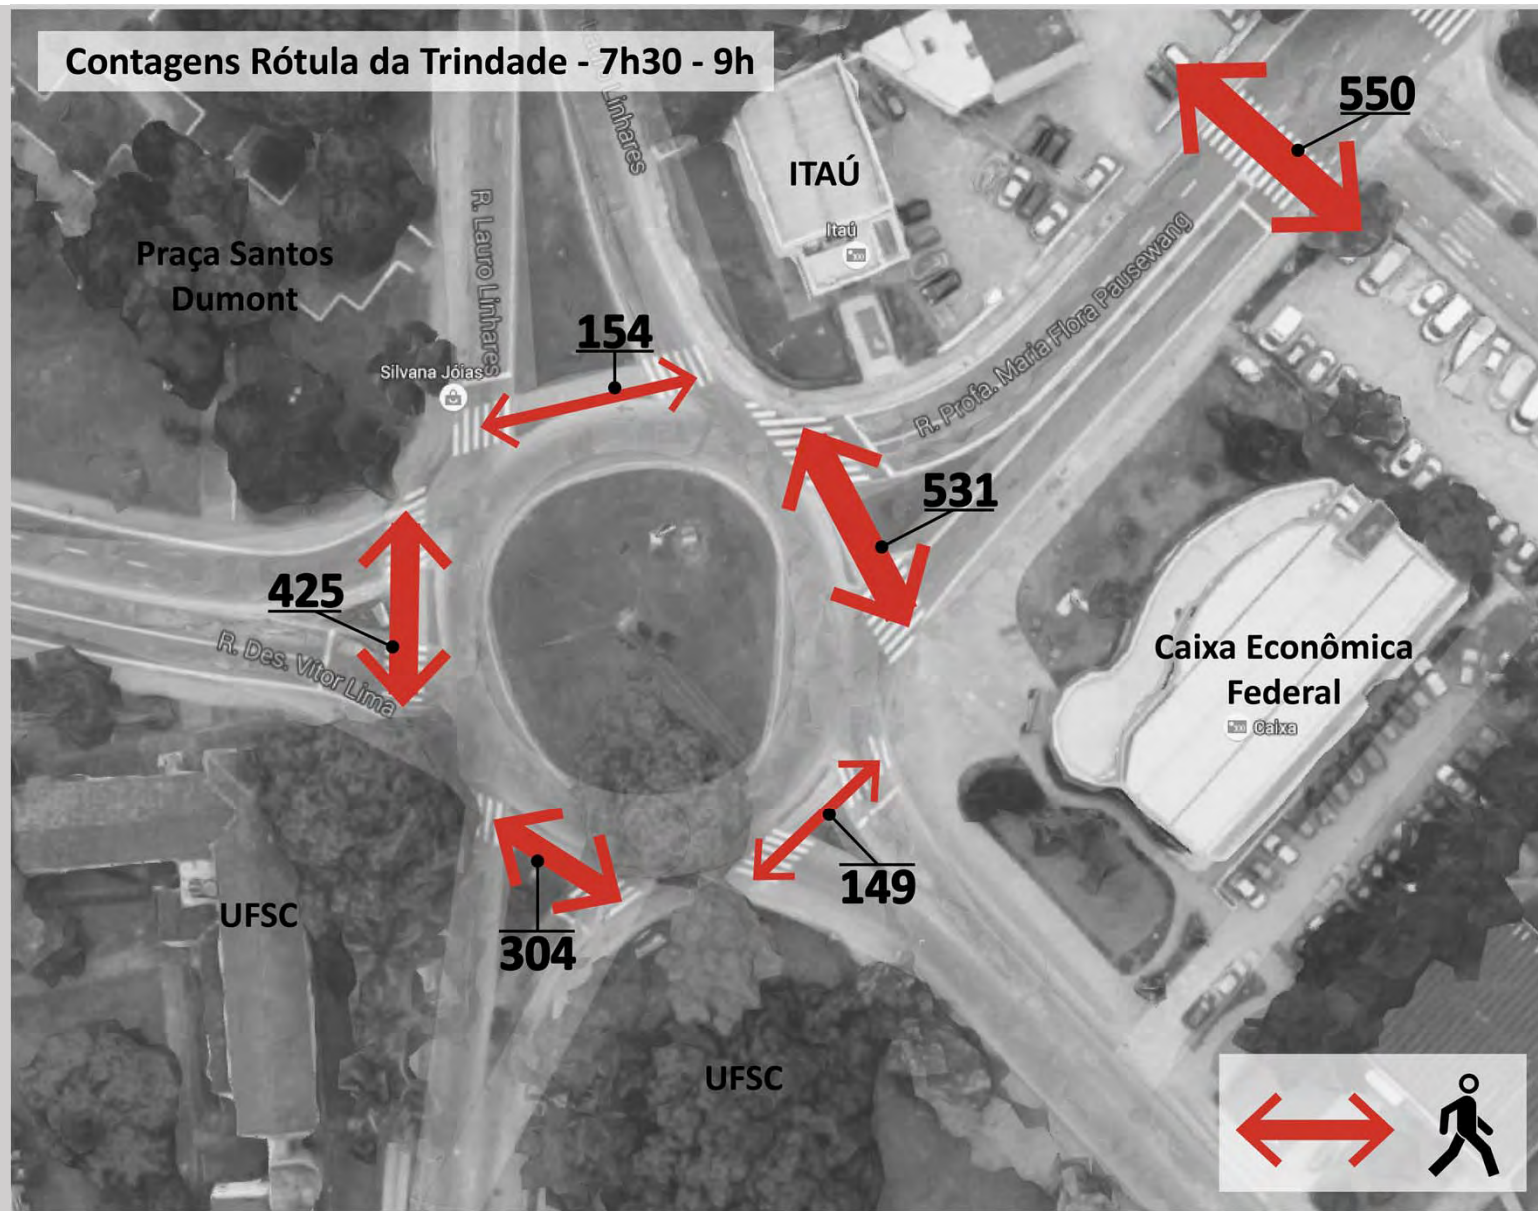 Contagens Rótula da Trindade - 7h30 - 9h
550
Linhares
ITAÚ
Itaú
R. Lauro Linhares
Praça Santos
Dumont
R. Profa. Maria Flora Pausewang
154
Silvana Jóias
531
425
R. Des. Vitor Lima
Caixa Econômica
Federal
Caixa
149
UFSC
304
UFSC